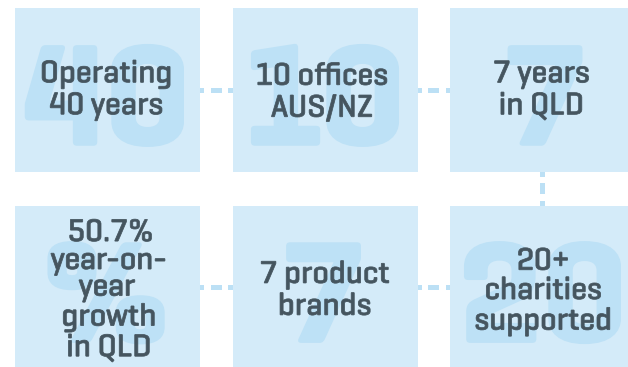 Operating
40 years
10 offices
AUS/NZ
7 years
in QLD
20+
charities
supported
7 product
brands
50.7%
year-on-
year
growth
in QLD